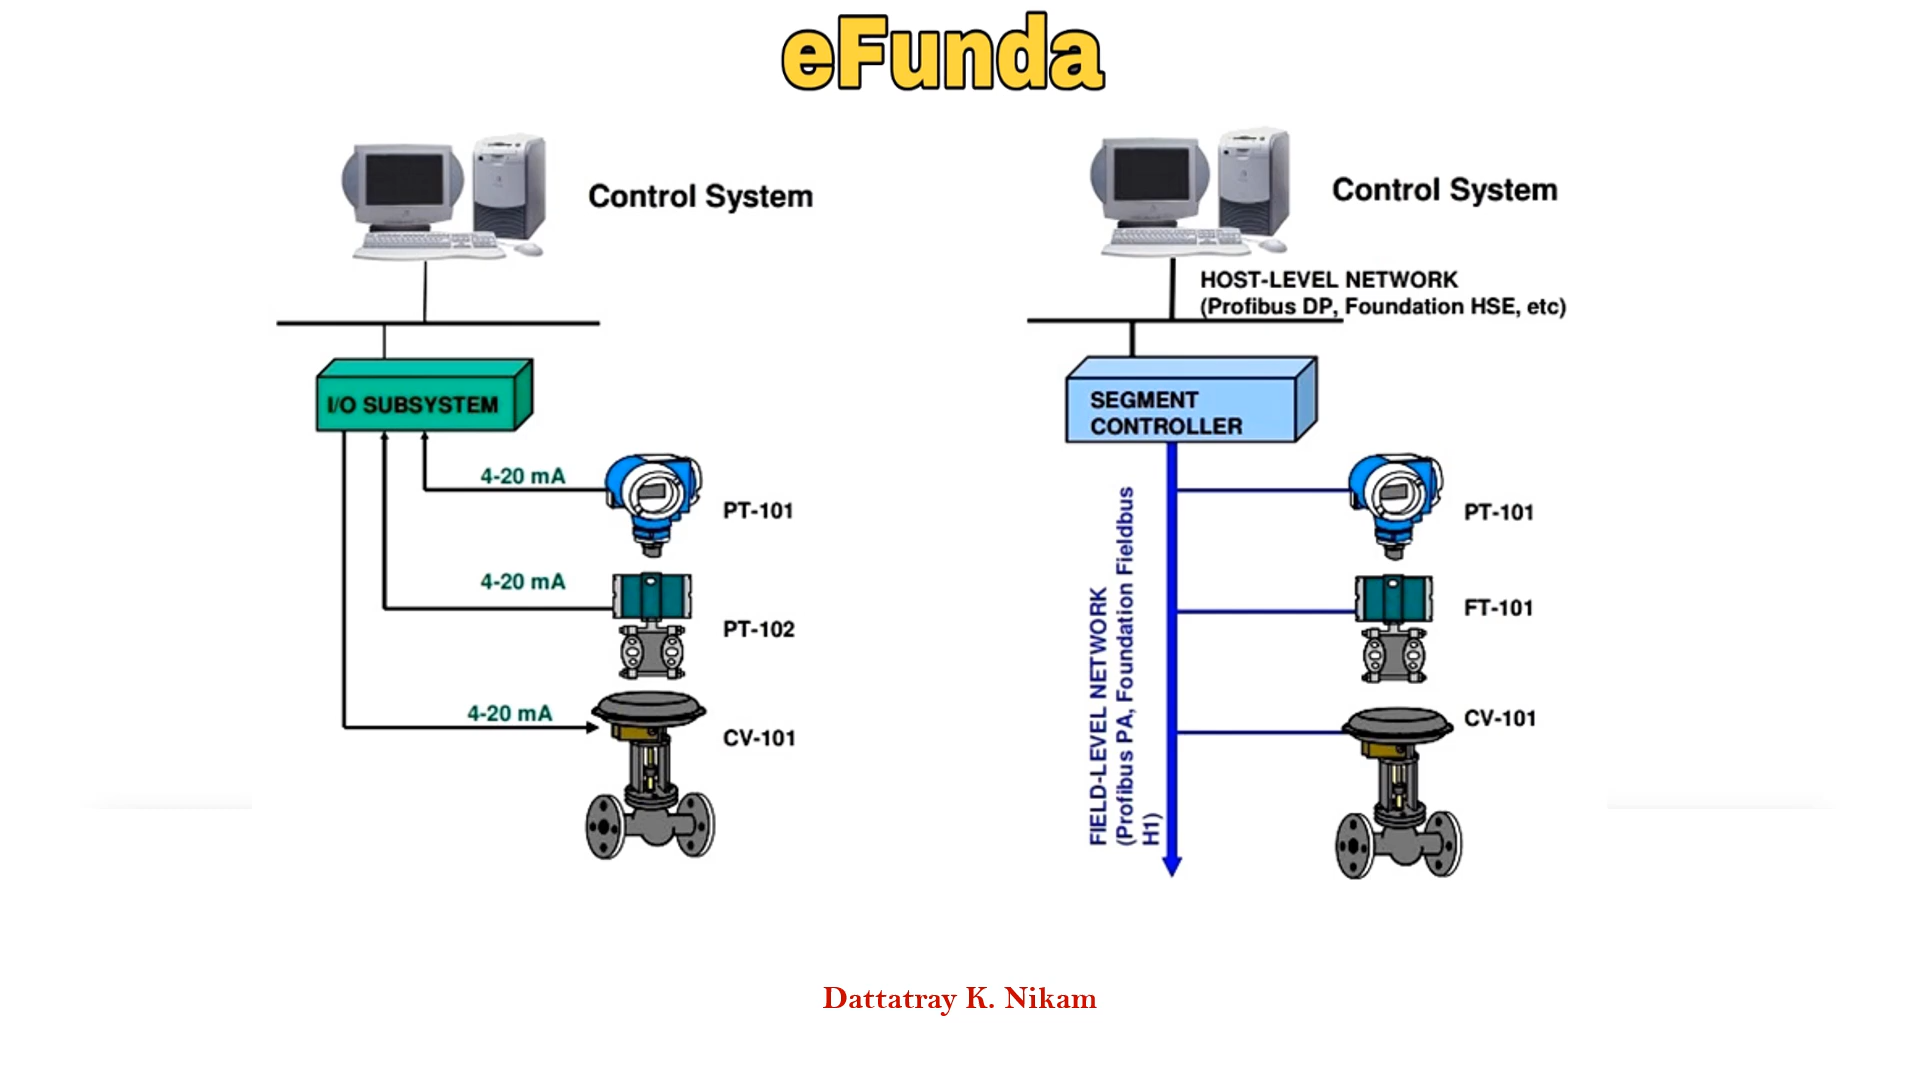 eFunda
Control System
I/O SUBSYSTEM
4-20 mA
PT-101
4-20 mA
PT-102
4-20 mA
CV-101
Control System
HOST-LEVEL NETWORK
(Profibus DP, Foundation HSE, etc)
SEGMENT
CONTROLLER
FIELD-LEVEL NETWORK
(Profibus PA, Foundation Fieldbus
H1)
PT-101
FT-101
CV-101
Dattatray K. Nikam